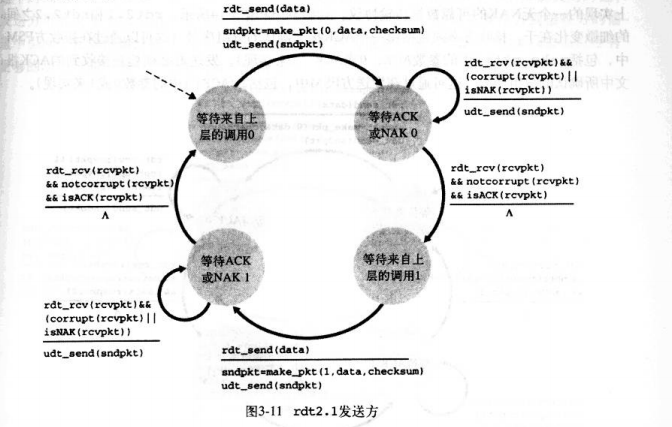 rdt_send(data)
sndpkt=make_pkt(0,data,checksum)
udt_send(sndpkt)
rdt_rcv(rcvpkt)&&
(corrupt(rcvpkt)||
isNAK(rcvpkt))
udt_send(sndpkt)
等待来自上
层的调用0
等待ACK
或NAK 0
rdt_rcv(rcvpkt)
&& notcorrupt(rcvpkt)
&& isACK(rcvpkt)
Λ
rdt_rcv(rcvpkt)
&& notcorrupt(rcvpkt)
&& isACK(rcvpkt)
Λ
等待ACK
或NAK 1
等待来自上
层的调用1
rdt_rcv(rcvpkt)&&
(corrupt(rcvpkt)||
isNAK(rcvpkt))
udt_send(sndpkt)
rdt_send(data)
sndpkt=make_pkt(1,data,checksum)
udt_send(sndpkt)
图3-11 rdt2.1发送方